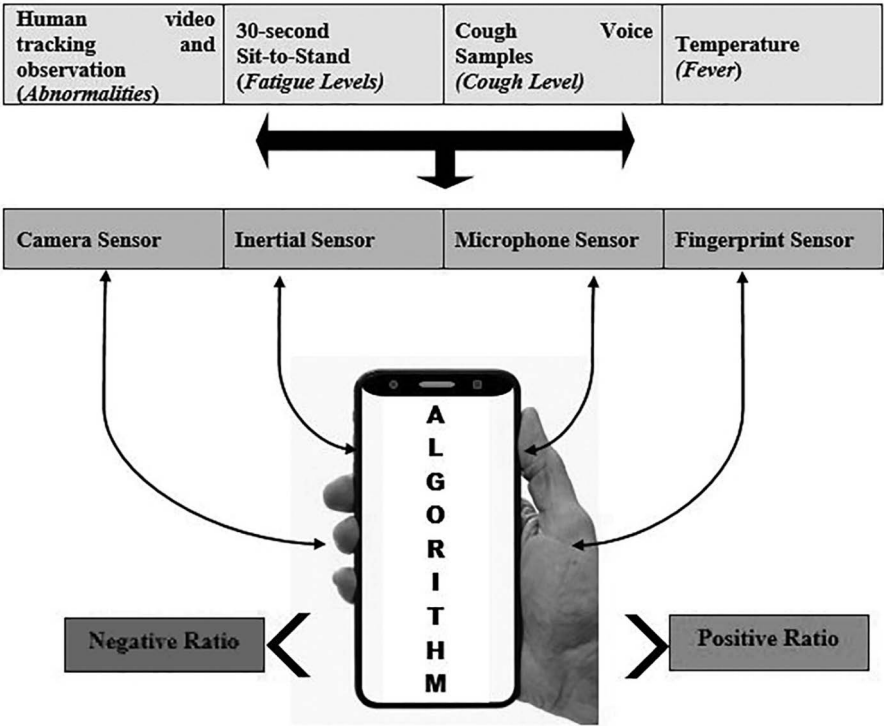 Human video
tracking and
observation
(Abnormalities)
30-second
Sit-to-Stand
(Fatigue Levels)
Cough Voice
Samples
(Cough Level)
Temperature
(Fever)
Camera Sensor
Inertial Sensor
Microphone Sensor
Fingerprint Sensor
A
L
G
O
R
I
T
H
M
Negative Ratio
Positive Ratio